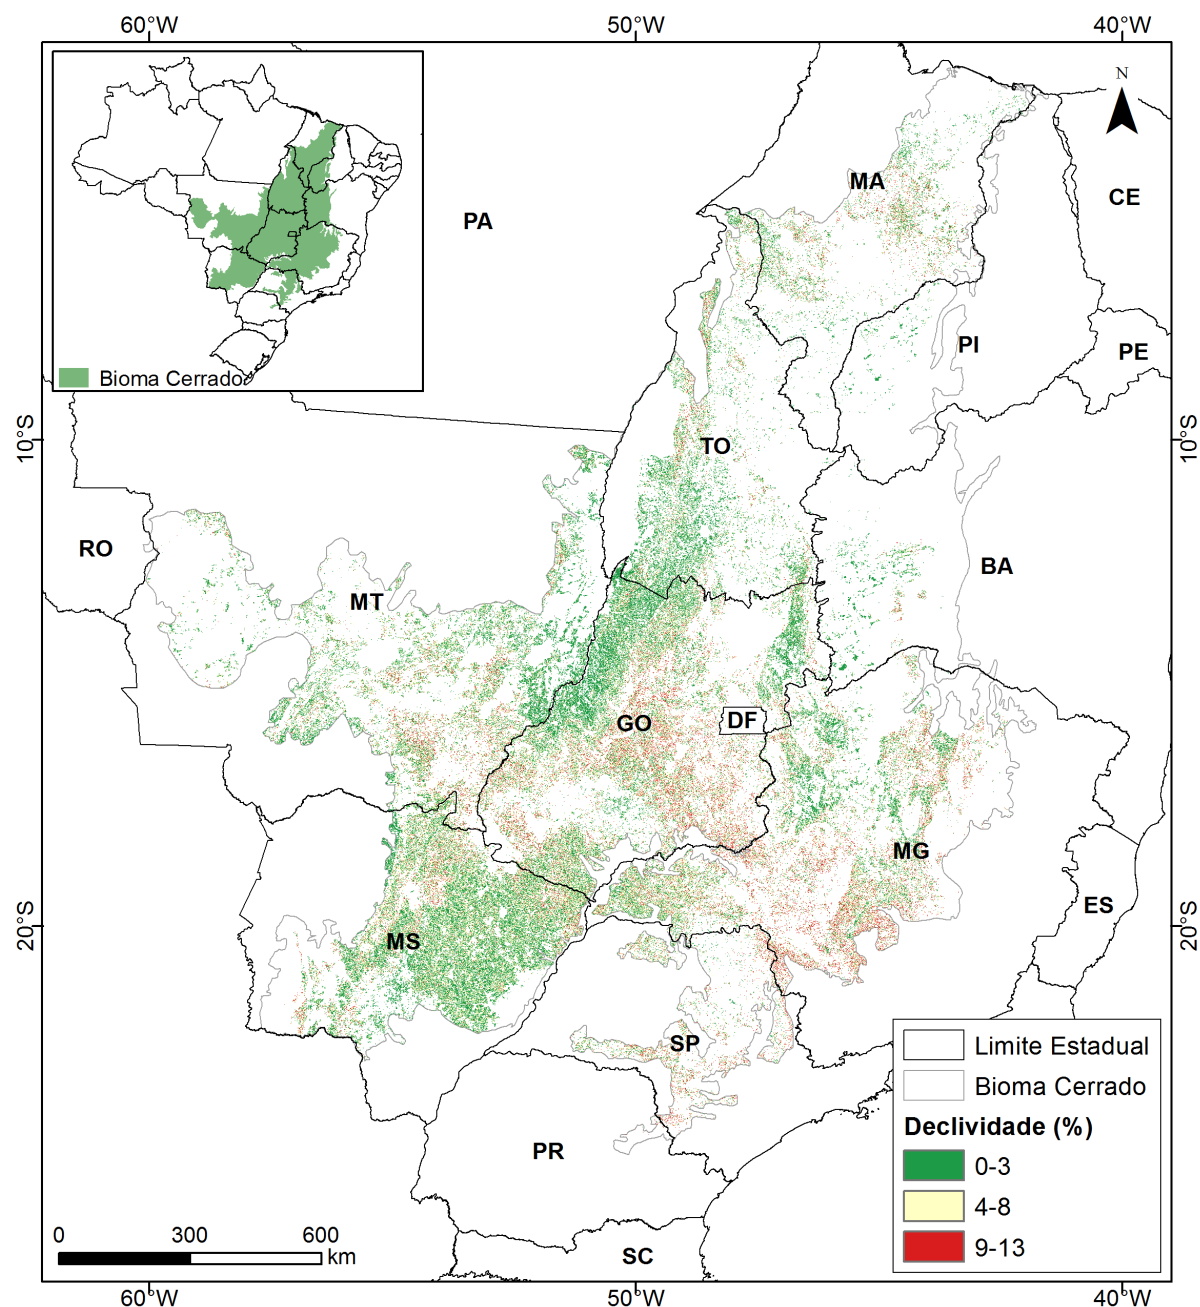 60°W 50°W 40°W
N
MA
CE
PA
PI
PE
Bioma Cerrado
10°S
10°S
TO
RO
BA
MT
GO
DF
MG
ES
20°S
20°S
MS
SP
Limite Estadual
Bioma Cerrado
Declividade (%)
0-3
4-8
9-13
PR
SC
0 300 600
km
60°W 50°W 40°W